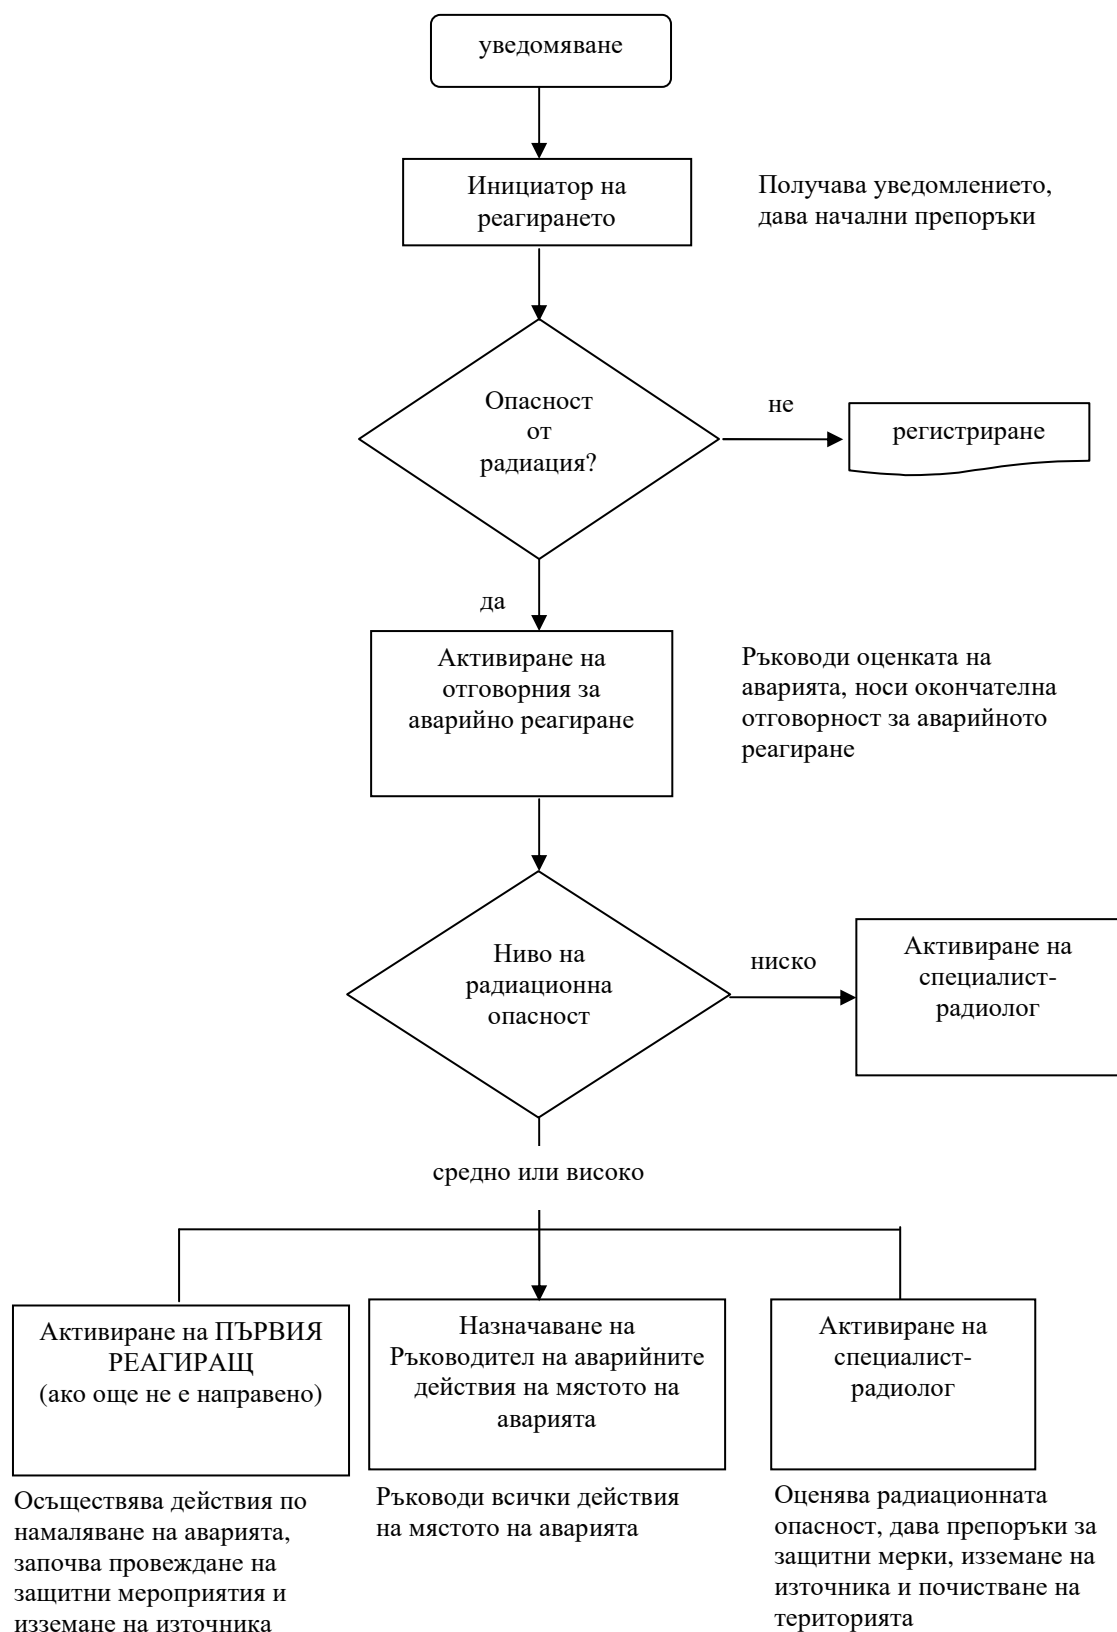 уведомяване
Инициатор на
реагирането
Получава уведомлението,
дава начални препоръки
Опасност
от
радиация?
не
регистриране
да
Активиране на
отговорния за
аварийно реагиране
Ръководи оценката на
аварията, носи окончателна
отговорност за аварийното
реагиране
Ниво на
радиационна
опасност
ниско
Активиране на
специалист-
радиолог
средно или високо
Активиране на ПЪРВИЯ
РЕАГИРАЩ
(ако още не е направено)
Назначаване на
Ръководител на аварийните
действия на мястото на
аварията
Активиране на
специалист-
радиолог
Осъществява действия по
намаляване на аварията,
започва провеждане на
защитни мероприятия и
изземане на източника
Ръководи всички действия
на мястото на аварията
Оценява радиационната
опасност, дава препоръки за
защитни мерки, изземане на
източника и почистване на
територията